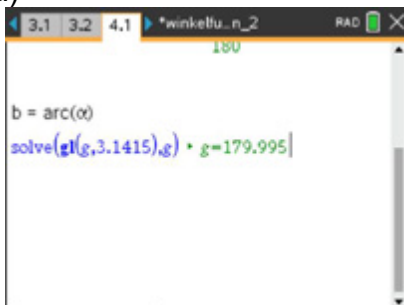 3.1 3.2 4.1 *winkelfu…n_2 RAD
180
b = arc(α)
solve(gl(g,3.1415),g) ▸ g=179.995